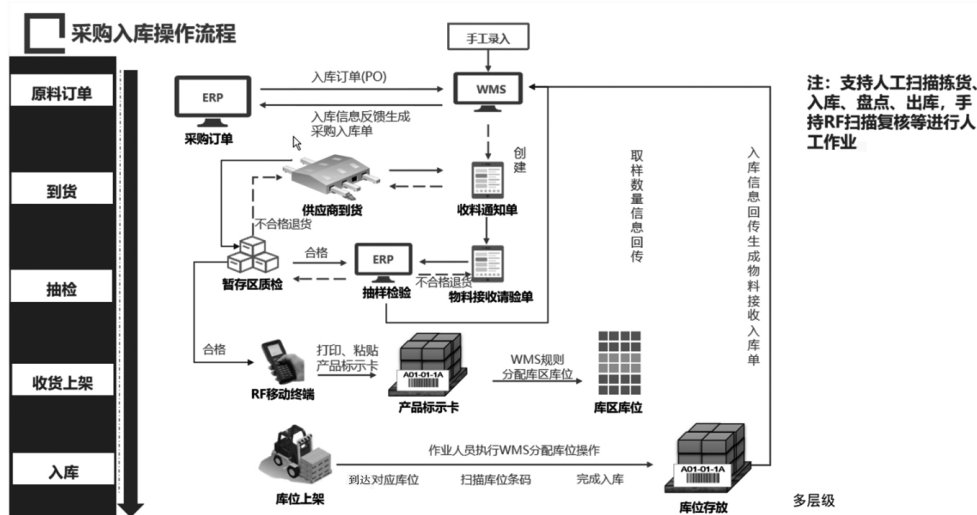 采购入库操作流程
手工录入
原料订单
ERP
采购订单
入库订单(PO)
WMS
入库信息反馈生成
采购入库单
注：支持人工扫描拣货、
入库、盘点、出库，手
持RF扫描复核等进行人
工作业
创建
取样数量信息回传
入库信息回传生成物料接收入库单
到货
供应商到货
收料通知单
不合格退货
抽检
暂存区质检
合格
ERP
抽样检验
不合格退货
物料接收请验单
收货上架
合格
RF移动终端
打印、粘贴
产品标示卡
A01-01-1A
产品标示卡
WMS规则
分配库区库位
库区库位
入库
库位上架
作业人员执行WMS分配库位操作
到达对应库位
扫描库位条码
完成入库
A01-01-1A
库位存放
多层级